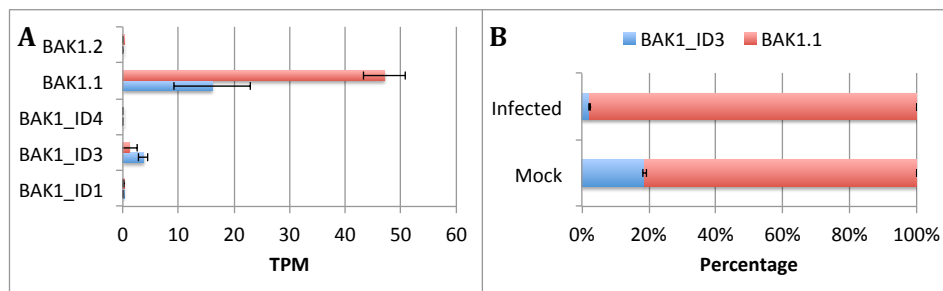 A
BAK1.2
BAK1.1
BAK1_ID4
BAK1_ID3
BAK1_ID1
0 10 20 30 40 50 60
TPM
B
BAK1_ID3 BAK1.1
Infected
Mock
0% 20% 40% 60% 80% 100%
Percentage